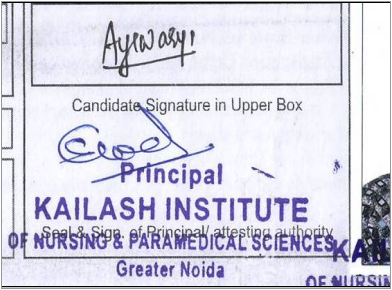 Candidate Signature in Upper Box
Principal
KAILASH INSTITUTE
Seal & Sign. of Principal/ attesting authority
OF NURSING & PARAMEDICAL SCIENCES
Greater Noida
KAI
OF NURSIN